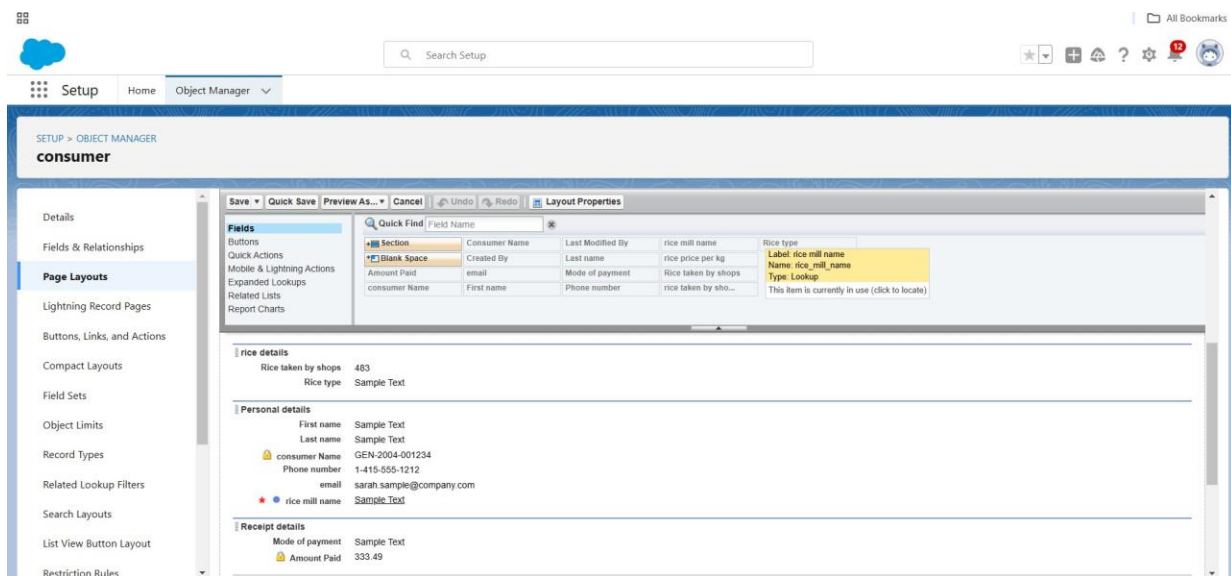 All Bookmarks
Search Setup
12
Setup Home Object Manager
SETUP > OBJECT MANAGER
consumer
Details
Fields & Relationships
Page Layouts
Lightning Record Pages
Buttons, Links, and Actions
Compact Layouts
Field Sets
Object Limits
Record Types
Related Lookup Filters
Search Layouts
List View Button Layout
Restriction Rules
Save Quick Save Preview As... Cancel Undo Redo Layout Properties
Fields
Buttons
Quick Actions
Mobile & Lightning Actions
Expanded Lookups
Related Lists
Report Charts
Quick Find Field Name
Section Consumer Name Last Modified By rice mill name Rice type
Blank Space Created By Last name rice price per kg
Amount Paid email Mode of payment Rice taken by shops
consumer Name First name Phone number rice taken by sho...
Label: rice mill name
Name: rice_mill_name
Type: Lookup
This item is currently in use (click to locate)
rice details
Rice taken by shops 483
Rice type Sample Text
Personal details
First name Sample Text
Last name Sample Text
consumer Name GEN-2004-001234
Phone number 1-415-555-1212
email sarah.sample@company.com
rice mill name Sample Text
Receipt details
Mode of payment Sample Text
Amount Paid 333.49